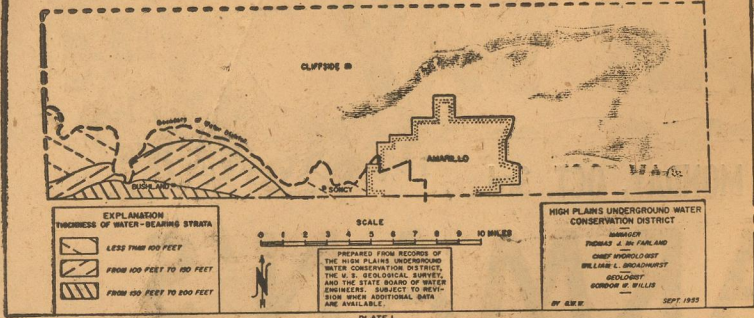 CLIFFSIDE
Boundary of Water District
AMARILLO
BUSHLAND
SONCY
EXPLANATION
THICKNESS OF WATER-BEARING STRATA
LESS THAN 100 FEET
FROM 100 FEET TO 150 FEET
FROM 150 FEET TO 200 FEET
SCALE
0 1 2 3 4 5 6 7 8 9 10 MILES
N
PREPARED FROM RECORDS OF
THE HIGH PLAINS UNDERGROUND
WATER CONSERVATION DISTRICT,
THE U. S. GEOLOGICAL SURVEY,
AND THE STATE BOARD OF WATER
ENGINEERS. SUBJECT TO REVI-
SION WHEN ADDITIONAL DATA
ARE AVAILABLE.
HIGH PLAINS UNDERGROUND WATER
CONSERVATION DISTRICT
MANAGER
THOMAS J. McFARLAND
CHIEF HYDROLOGIST
WILLIAM L. BROADHURST
GEOLOGIST
GORDON W. WILLIS
BY G.W.W. SEPT. 1955
PLATE I